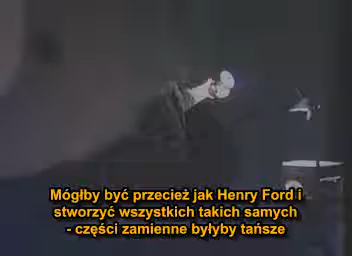 Mógłby być przecież jak Henry Ford i
stworzyć wszystkich takich samych
- części zamienne byłyby tańsze